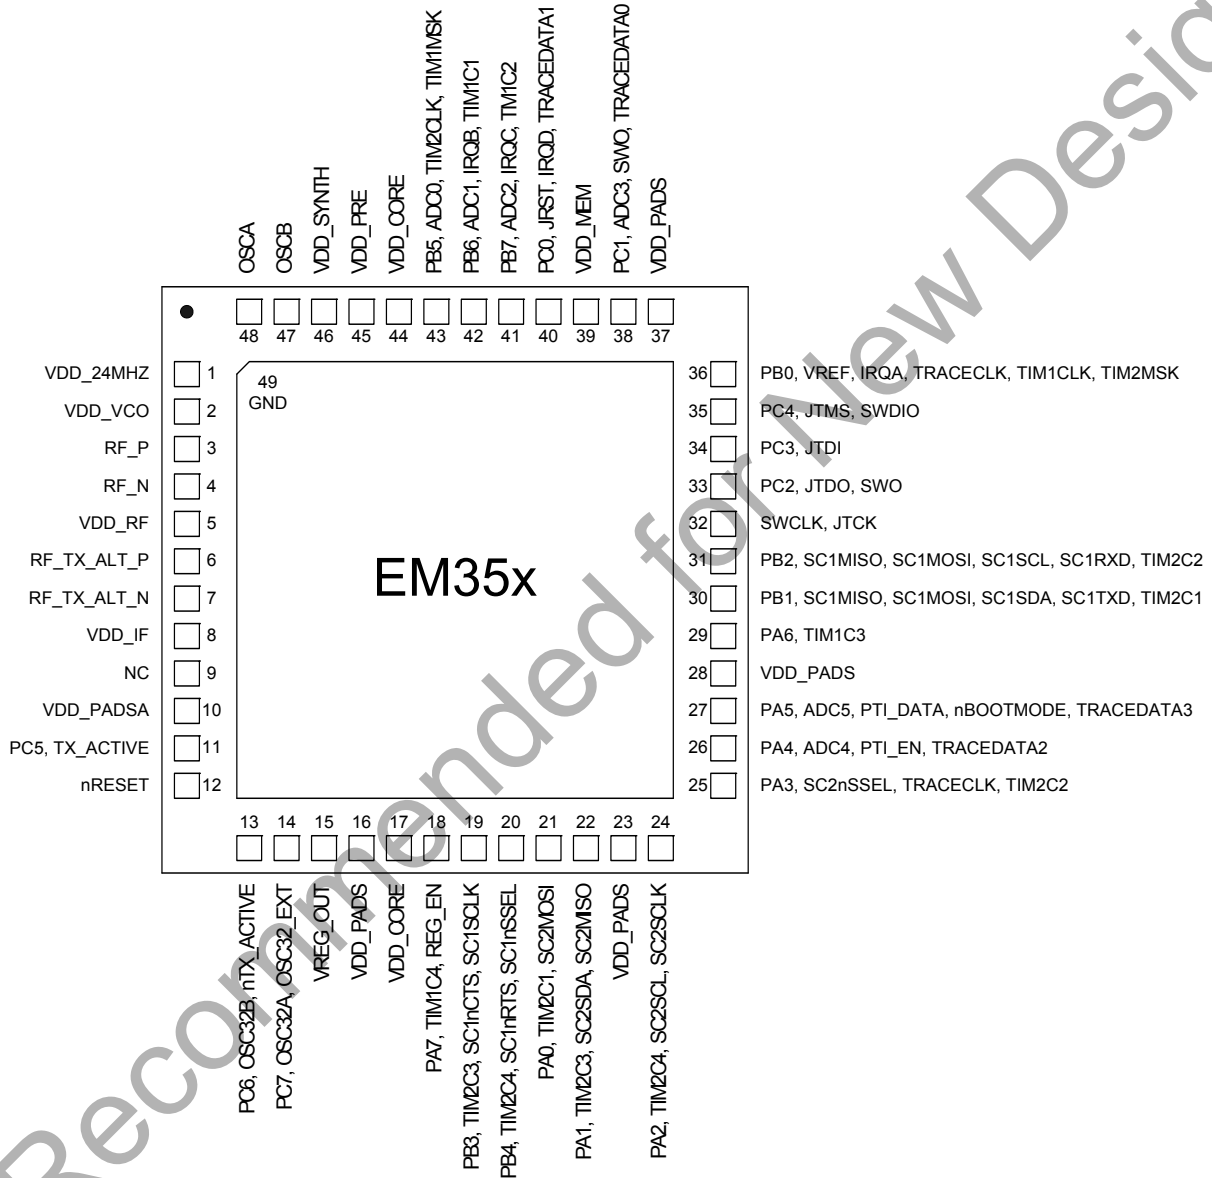 OSCA
OSCB
VDD_SYNTH
VDD_PRE
VDD_CORE
PB5, ADC0, TIM2CLK, TIM1MSK
PB6, ADC1, IRQB, TIM1C1
PB7, ADC2, IRQC, TM1C2
PC0, JRST, IRQD, TRACEDATA1
VDD_MEM
PC1, ADC3, SWO, TRACEDATA0
VDD_PADS
48 47 46 45 44 43 42 41 40 39 38 37
VDD_24MHZ 1
VDD_VCO 2
RF_P 3
RF_N 4
VDD_RF 5
RF_TX_ALT_P 6
RF_TX_ALT_N 7
VDD_IF 8
NC 9
VDD_PADSA 10
PC5, TX_ACTIVE 11
nRESET 12
49
GND
EM35x
36 PB0, VREF, IRQA, TRACECLK, TIM1CLK, TIM2MSK
35 PC4, JTMS, SWDIO
34 PC3, JTDI
33 PC2, JTDO, SWO
32 SWCLK, JTCK
31 PB2, SC1MISO, SC1MOSI, SC1SCL, SC1RXD, TIM2C2
30 PB1, SC1MISO, SC1MOSI, SC1SDA, SC1TXD, TIM2C1
29 PA6, TIM1C3
28 VDD_PADS
27 PA5, ADC5, PTI_DATA, nBOOTMODE, TRACEDATA3
26 PA4, ADC4, PTI_EN, TRACEDATA2
25 PA3, SC2nSSEL, TRACECLK, TIM2C2
13 14 15 16 17 18 19 20 21 22 23 24
PC6, OSC32B, nTX_ACTIVE
PC7, OSC32A, OSC32_EXT
VREG_OUT
VDD_PADS
VDD_CORE
PA7, TIM1C4, REG_EN
PB3, TIM2C3, SC1nCTS, SC1SCLK
PB4, TIM2C4, SC1nRTS, SC1nSSEL
PA0, TIM2C1, SC2MOSI
PA1, TIM2C3, SC2SDA, SC2MISO
VDD_PADS
PA2, TIM2C4, SC2SCL, SC2SCLK
Recommended for New Desig